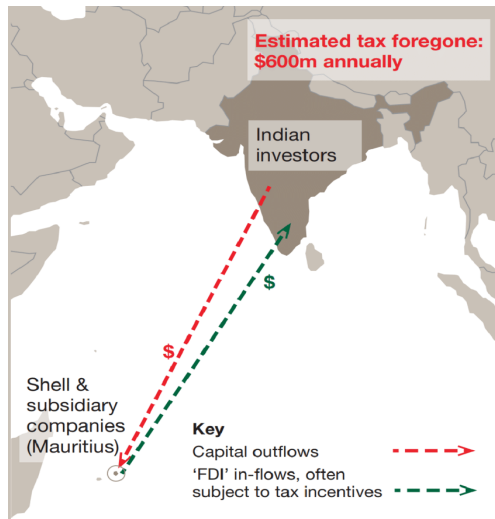 Estimated tax foregone:
$600m annually
Indian
investors
$
$
Shell &
subsidiary
companies
(Mauritius)
Key
Capital outflows
‘FDI’ in-flows, often
subject to tax incentives